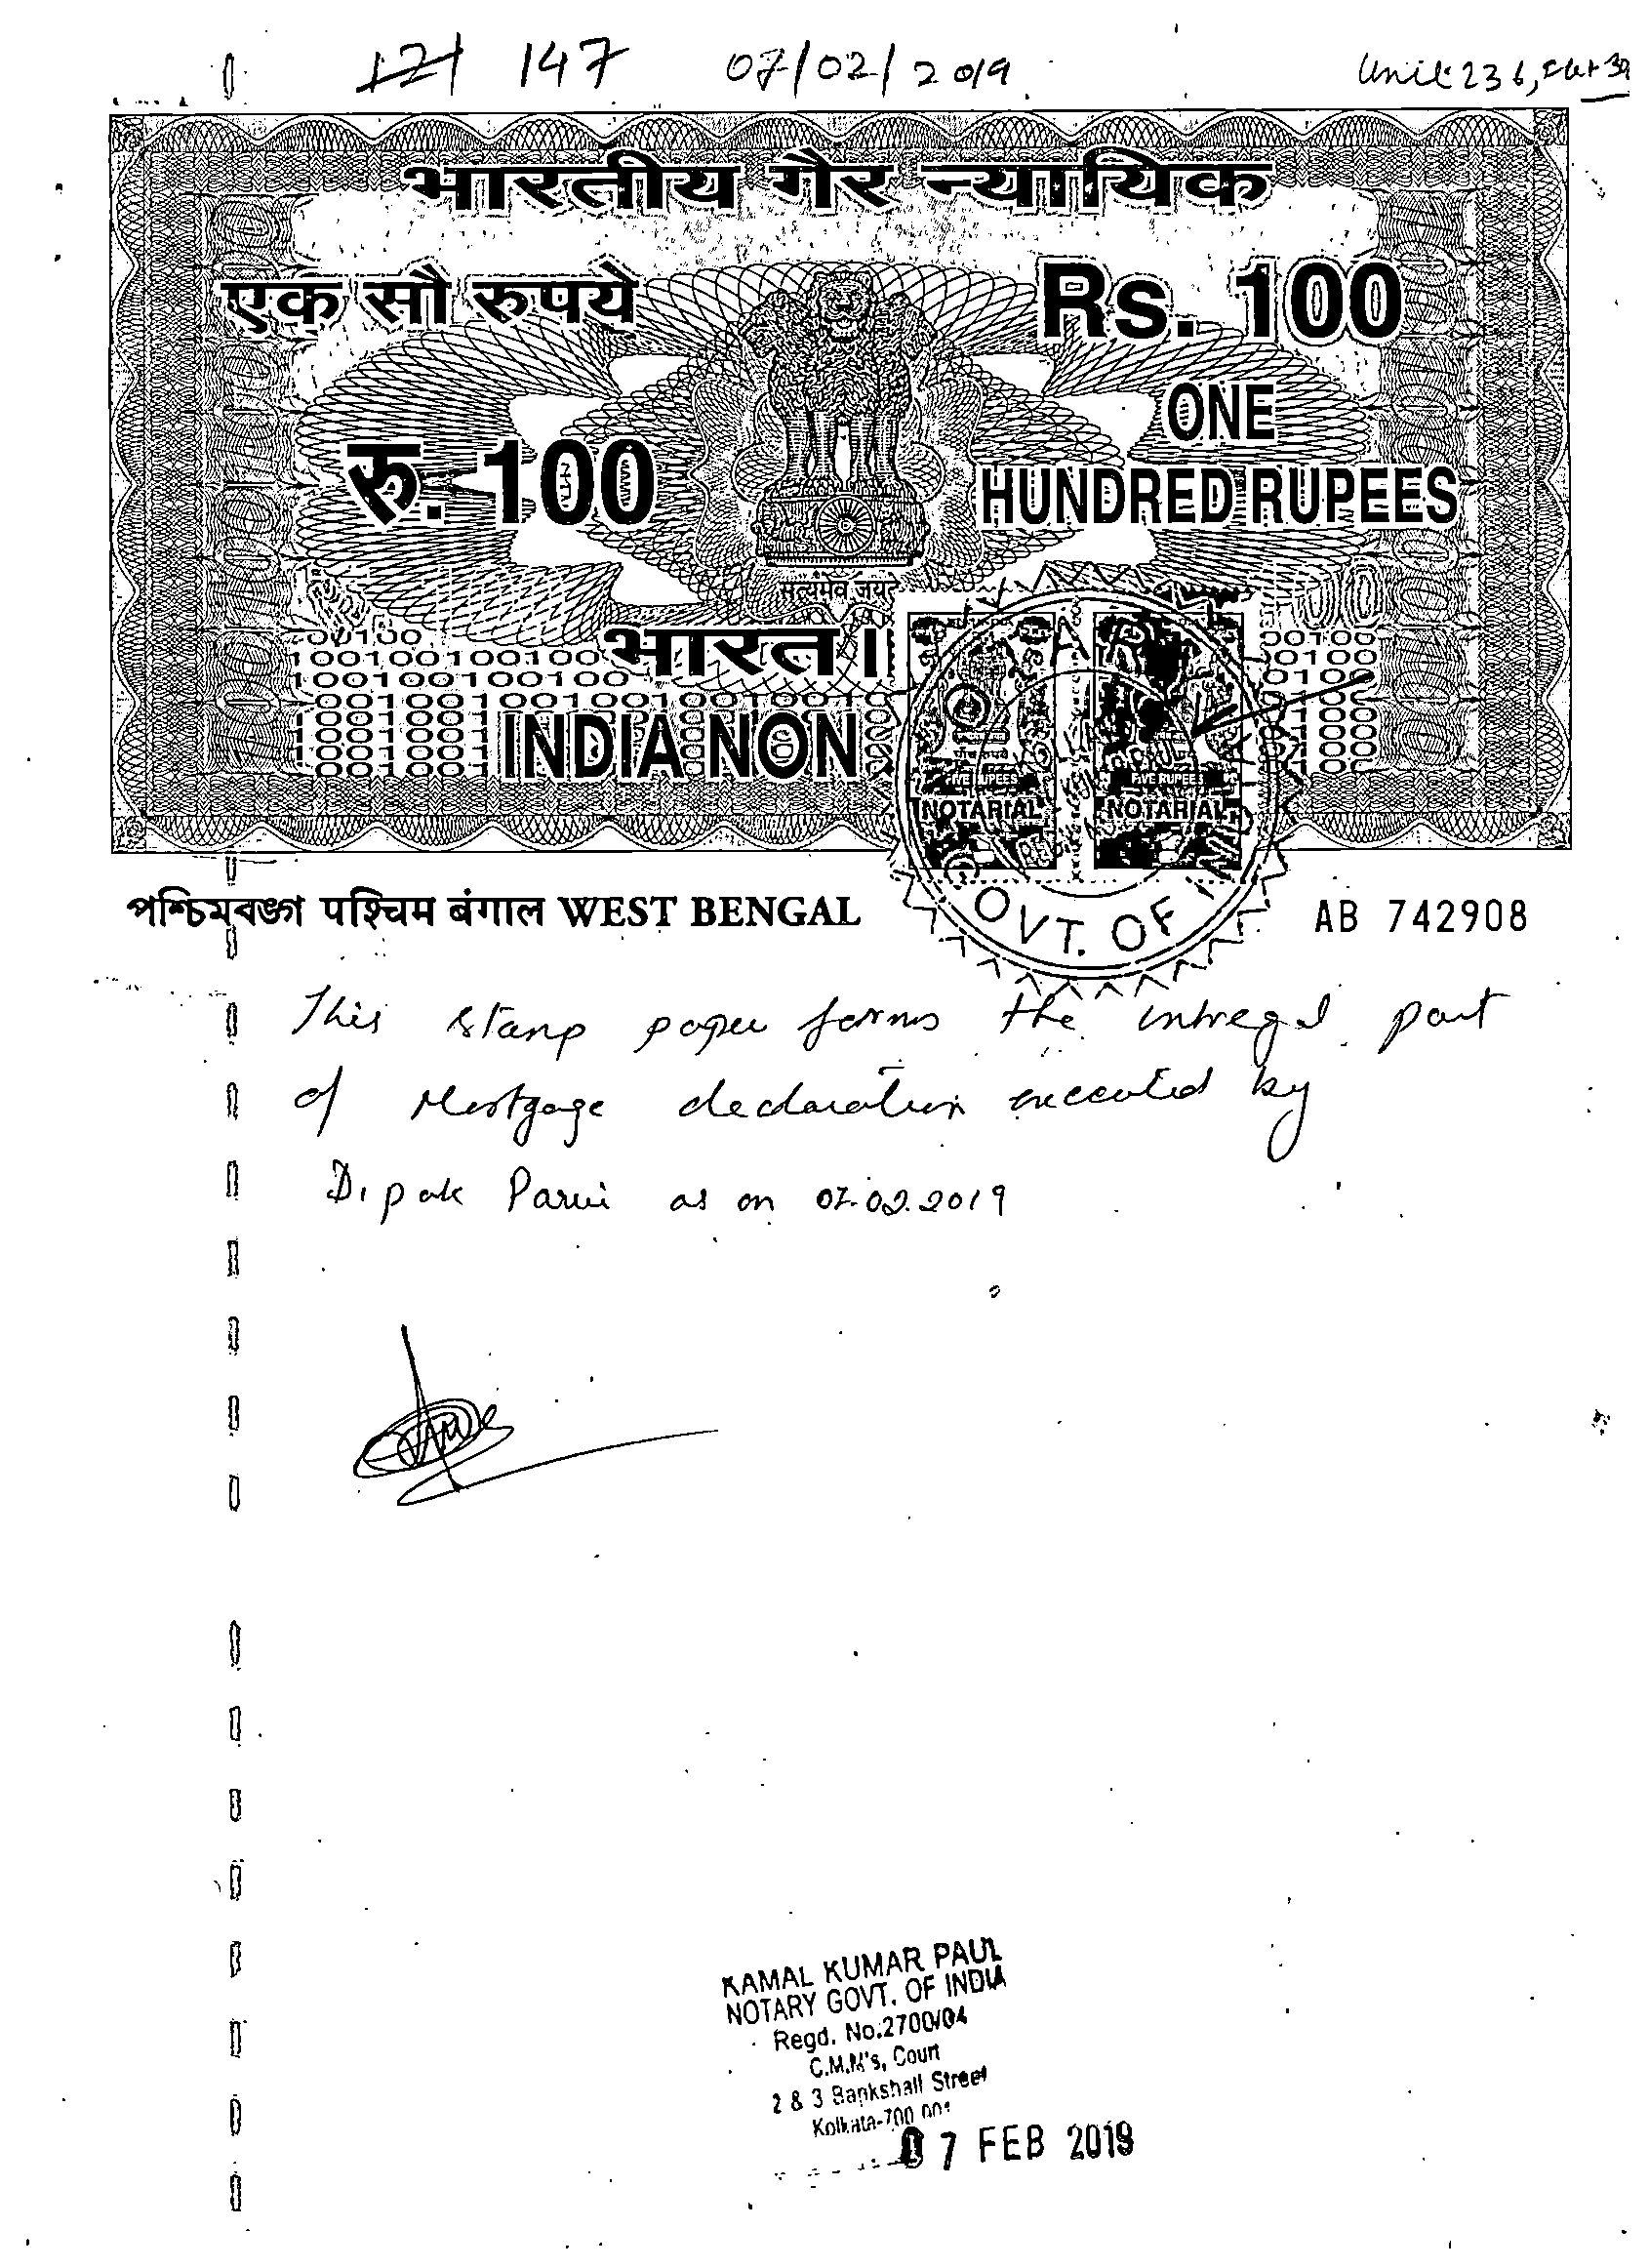 121 147 07/02/2019
Unit 236,
भारतीय गैर न्यायिक
एक सौ रुपये
Rs. 100
रु. 100
ONE
HUNDRED RUPEES
सत्यमेव जयते
भारत
INDIA NON
FIVE RUPEES FIVE RUPEES
NOTARIAL NOTARIAL
GOVT. OF
পশ্চিমবঙ্গ पश्चिम बंगाल WEST BENGAL
AB 742908
This stamp paper forms the intregal part
of Mortgage declaration executed by
Dipak Parui as on 07.02.2019
KAMAL KUMAR PAUL
NOTARY GOVT. OF INDIA
Regd. No.2700/04
C.M.M's, Court
2 & 3 Bankshall Street
Kolkata-700 001
07 FEB 2019